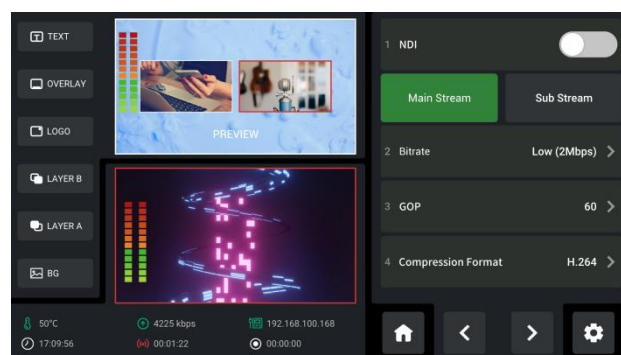 TEXT
OVERLAY
LOGO
LAYER B
LAYER A
BG
PREVIEW
50°C
4225 kbps
192.168.100.168
17:09:56
00:01:22
00:00:00
1 NDI
Main Stream
Sub Stream
2 Bitrate Low (2Mbps)
3 GOP 60
4 Compression Format H.264